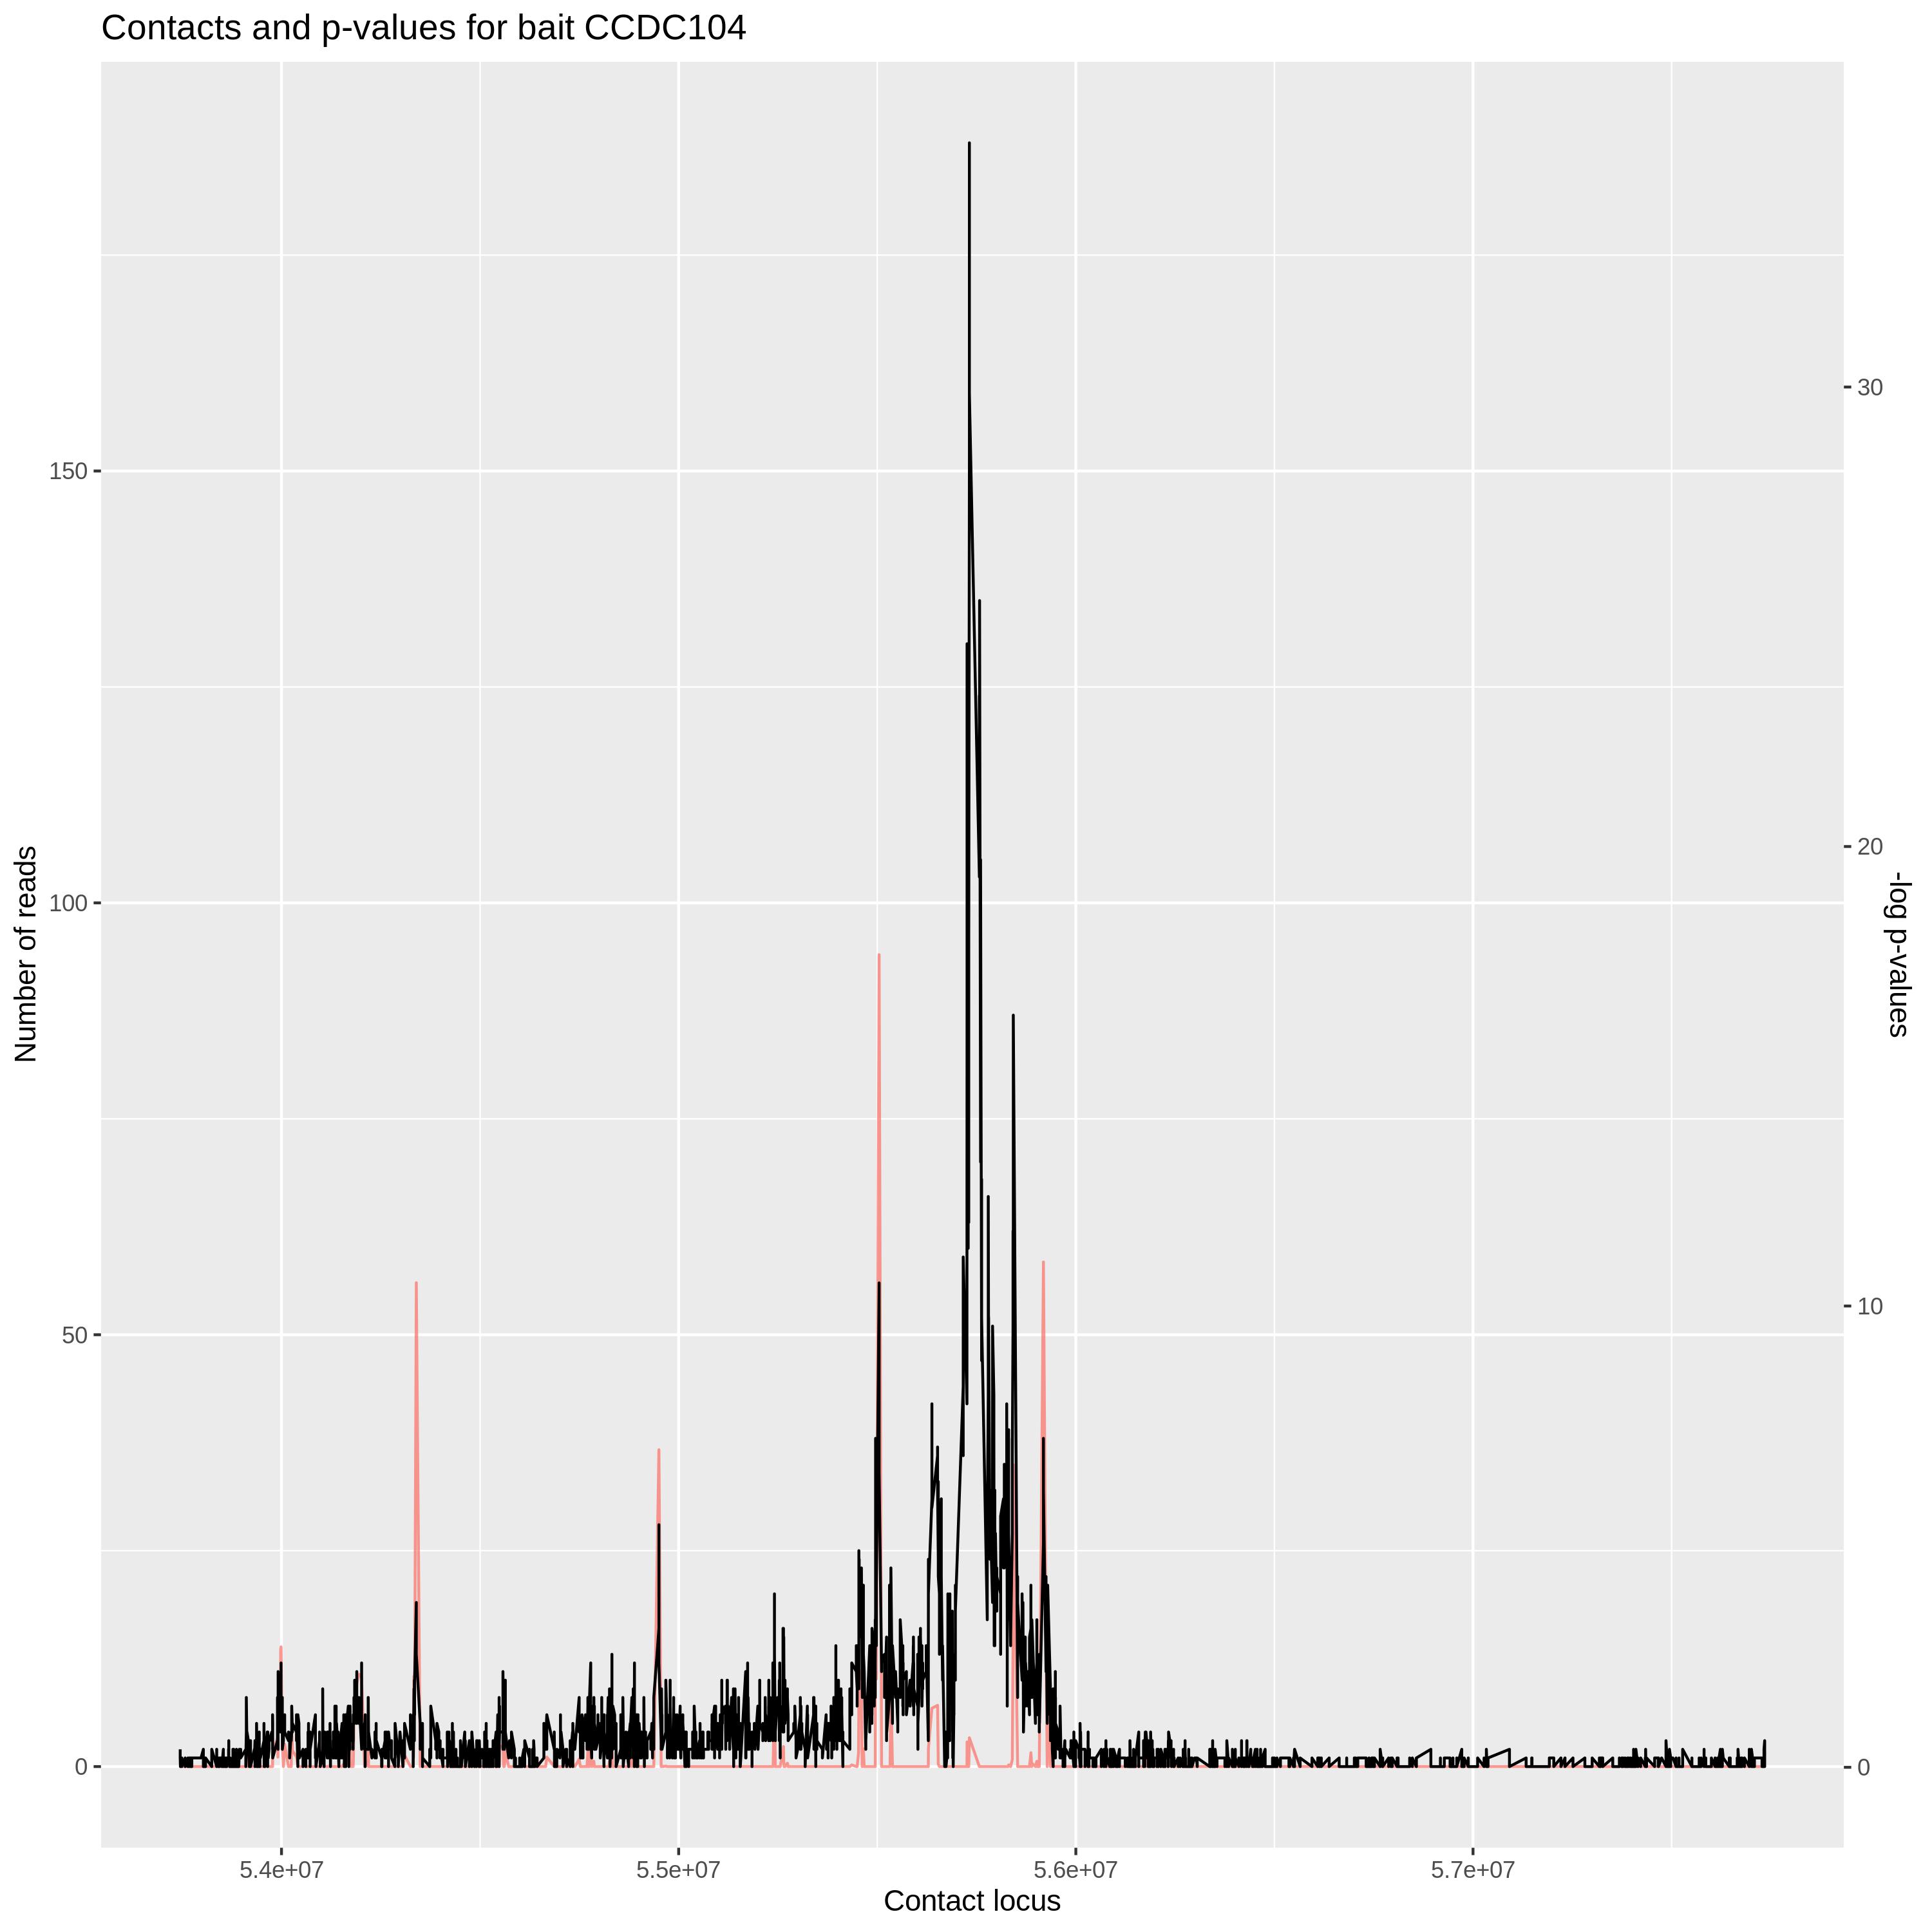 Contacts and p-values for bait CCDC104
Number of reads
150
100
50
0
30
20
10
0
-log p-values
5.4e+07
5.5e+07
5.6e+07
5.7e+07
Contact locus